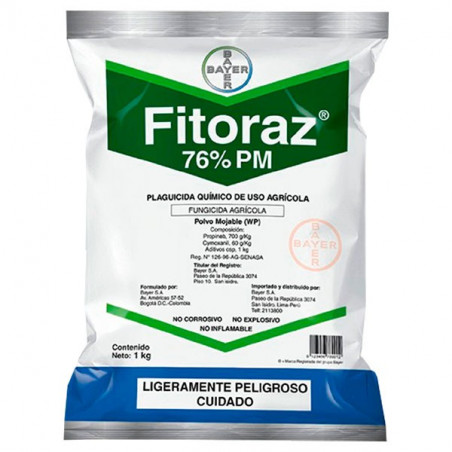 BAYER
BAYER
Fitoraz®
76% PM
PLAGUICIDA QUÍMICO DE USO AGRÍCOLA
FUNGICIDA AGRÍCOLA
Polvo Mojable (WP)
Composición:
Propineb, 700 g/Kg
Cymoxanil, 60 g/Kg
Aditivos csp. 1 kg
Reg. N° 126-96-AG-SENASA
BAYER
BAYER
Titular del Registro:
Bayer S.A.
Paseo de la República 3074
Piso 10. San Isidro.
Formulado por:
Bayer S.A.
Av. Américas 57-52
Bogotá D.C.-Colombia
Importado y distribuido por:
Bayer S.A.
Paseo de la República 3074
San Isidro, Lima-Perú
Telf: 2113800
NO CORROSIVO NO EXPLOSIVO
NO INFLAMABLE
Contenido
Neto: 1 kg
LIGERAMENTE PELIGROSO
CUIDADO